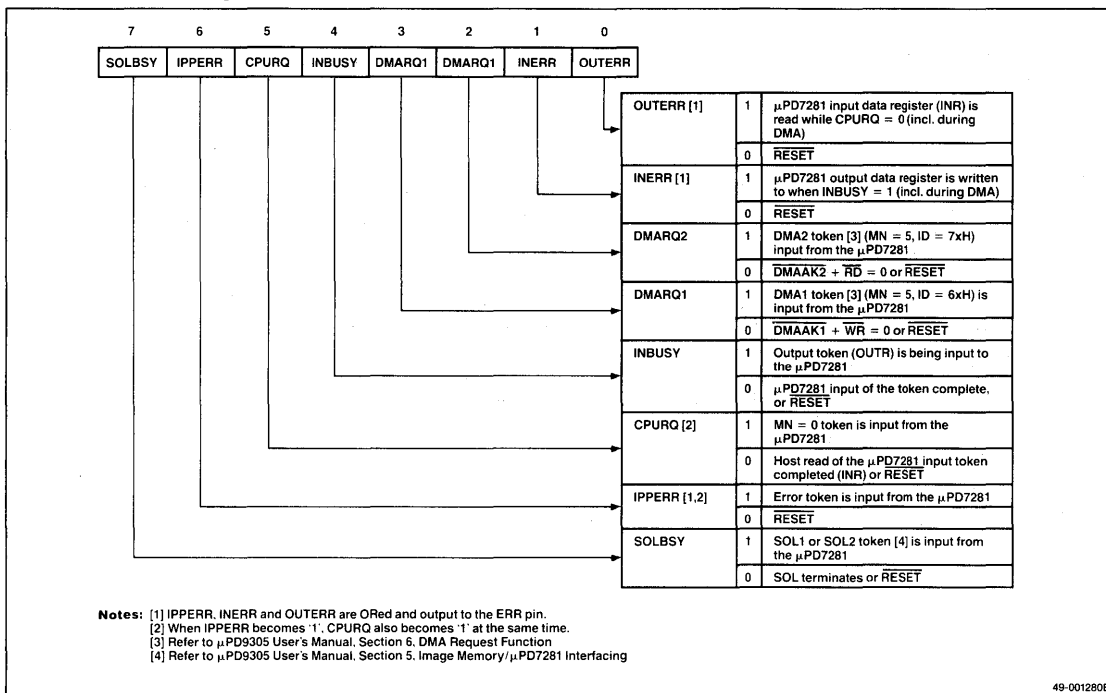 7 6 5 4 3 2 1 0
SOLBSY IPPERR CPURQ INBUSY DMARQ1 DMARQ1 INERR OUTERR
OUTERR [1] 1 μPD7281 input data register (INR) is
read while CPURQ = 0 (incl. during
DMA)
0 RESET
INERR [1] 1 μPD7281 output data register is written
to when INBUSY = 1 (incl. during DMA)
0 RESET
DMARQ2 1 DMA2 token [3] (MN = 5, ID = 7xH)
input from the μPD7281
0 DMAAK2 + RD = 0 or RESET
DMARQ1 1 DMA1 token [3] (MN = 5, ID = 6xH) is
input from the μPD7281
0 DMAAK1 + WR = 0 or RESET
INBUSY 1 Output token (OUTR) is being input to
the μPD7281
0 μPD7281 input of the token complete,
or RESET
CPURQ [2] 1 MN = 0 token is input from the
μPD7281
0 Host read of the μPD7281 input token
completed (INR) or RESET
IPPERR [1,2] 1 Error token is input from the μPD7281
0 RESET
SOLBSY 1 SOL1 or SOL2 token [4] is input from
the μPD7281
0 SOL terminates or RESET
Notes: [1] IPPERR, INERR and OUTERR are ORed and output to the ERR pin.
[2] When IPPERR becomes '1', CPURQ also becomes '1' at the same time.
[3] Refer to μPD9305 User's Manual, Section 6, DMA Request Function
[4] Refer to μPD9305 User's Manual, Section 5, Image Memory/μPD7281 Interfacing
49-001280B